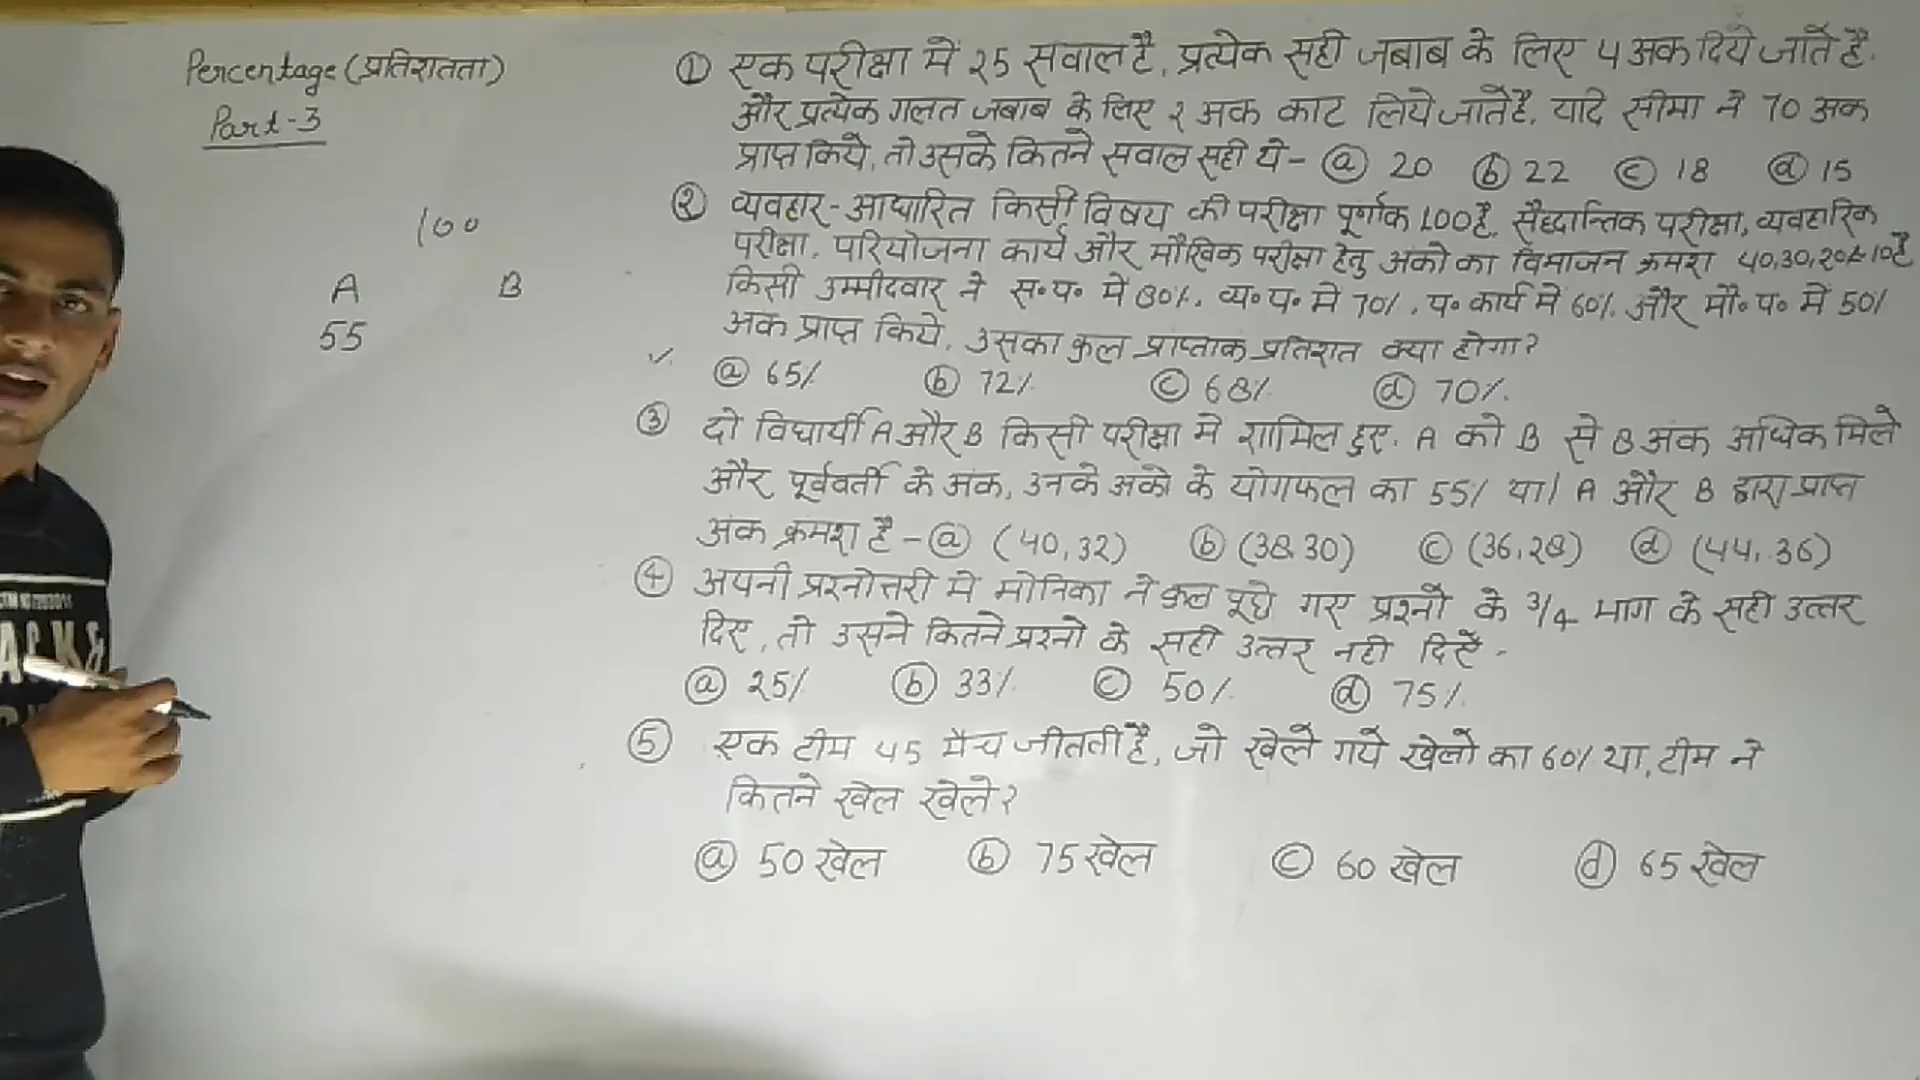 Percentage (प्रतिशतता)
Part-3
100
A B
55
① एक परीक्षा में 25 सवाल है, प्रत्येक सही जबाब के लिए 4 अंक दिये जाते है.
और प्रत्येक गलत जबाब के लिए 2 अंक काट लिये जाते है, यदि सीमा ने 70 अंक
प्राप्त किये, तो उसके कितने सवाल सही थे - ⓐ 20 ⓑ 22 ⓒ 18 ⓓ 15
② व्यवहार-आधारित किसी विषय की परीक्षा पूर्णांक 100 है, सैद्धान्तिक परीक्षा, व्यवहारिक
परीक्षा, परियोजना कार्य और मौखिक परीक्षा हेतु अंको का विभाजन क्रमश 40,30,20 & 10 है
किसी उम्मीदवार ने स॰प॰ में 80%, व्य॰प॰ मे 70%, प॰ कार्य में 60% और मौ॰ प॰ में 50%
अंक प्राप्त किये, उसका कुल प्राप्तांक प्रतिशत क्या होगा?
ⓐ 65% ⓑ 72% ⓒ 68% ⓓ 70%
③ दो विधार्थी A और B किसी परीक्षा मे शामिल हुए. A को B से 8 अंक अधिक मिले
और पूर्ववर्ती के अंक, उनके अंको के योगफल का 55% था। A और B द्वारा प्राप्त
अंक क्रमश है - ⓐ (40,32) ⓑ (38,30) ⓒ (36,28) ⓓ (44,36)
④ अपनी प्रश्नोत्तरी मे मोनिका ने कुल पूछे गए प्रश्नों के 3/4 भाग के सही उत्तर
दिए, तो उसने कितने प्रश्नो के सही उत्तर नही दिऐं -
ⓐ 25% ⓑ 33% ⓒ 50% ⓓ 75%
⑤ एक टीम 45 मैच जीतती है, जो खेले गये खेलों का 60% था, टीम ने
कितने खेल खेले?
ⓐ 50 खेल ⓑ 75 खेल ⓒ 60 खेल ⓓ 65 खेल